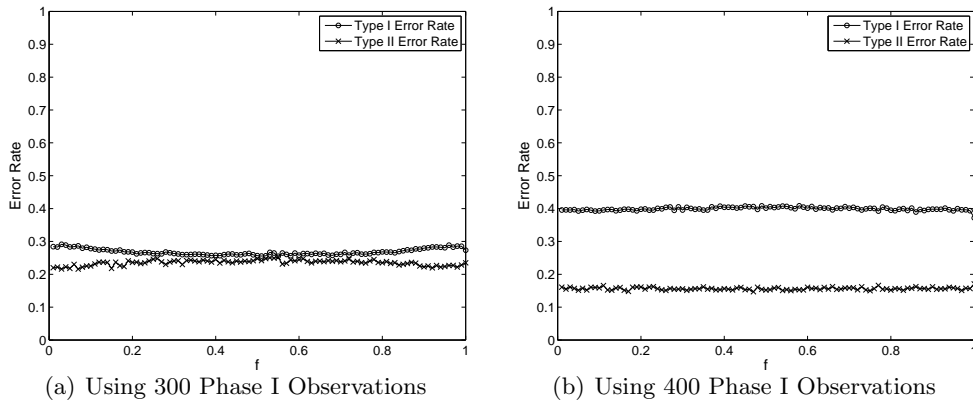 1
0.9
0.8
0.7
0.6
0.5
0.4
0.3
0.2
0.1
0
Error Rate
Type I Error Rate
Type II Error Rate
0 0.2 0.4 0.6 0.8 1
f
(a) Using 300 Phase I Observations
1
0.9
0.8
0.7
0.6
0.5
0.4
0.3
0.2
0.1
0
Error Rate
Type I Error Rate
Type II Error Rate
0 0.2 0.4 0.6 0.8 1
f
(b) Using 400 Phase I Observations